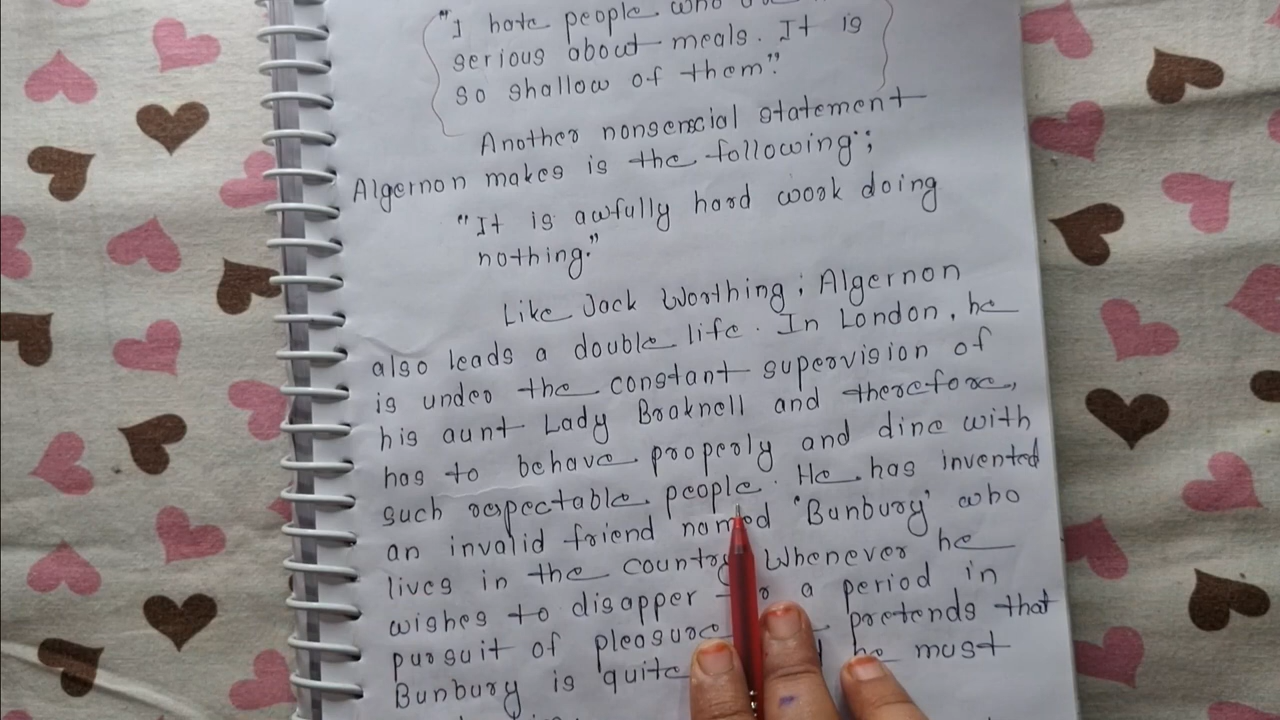 "I hate people who
serious about meals. It is
so shallow of them."
Another nonsenscial statement
Algernon makes is the following;
"It is awfully hard work doing
nothing."
Like Jack Worthing, Algernon
also leads a double life. In London, he
is under the constant supervision of
his aunt Lady Braknell and therefore,
has to behave properly and dine with
such respectable people. He has invented
an invalid friend named 'Bunbury' who
lives in the country. Whenever he
wishes to disapper a period in
pursuit of pleasure pretends that
Bunbury is quite he must